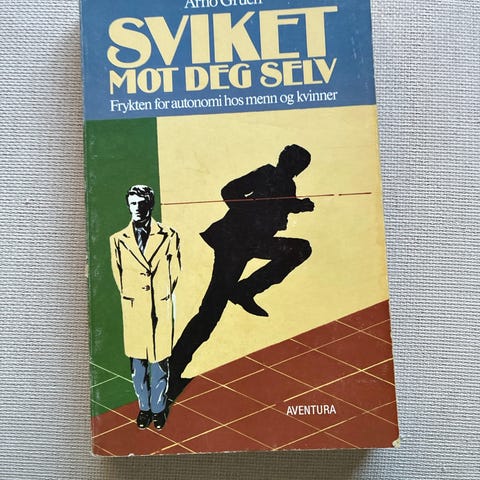 Arno Gruen
SVIKET
MOT DEG SELV
Frykten for autonomi hos menn og kvinner
AVENTURA